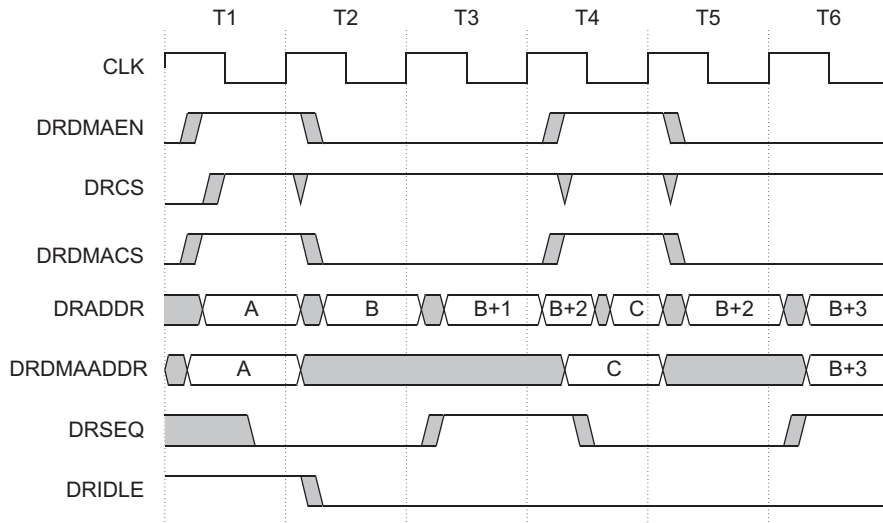 T1 T2 T3 T4 T5 T6
CLK
DRDMAEN
DRCS
DRDMACS
DRADDR A B B+1 B+2 C B+2 B+3
DRDMAADDR A C B+3
DRSEQ
DRIDLE